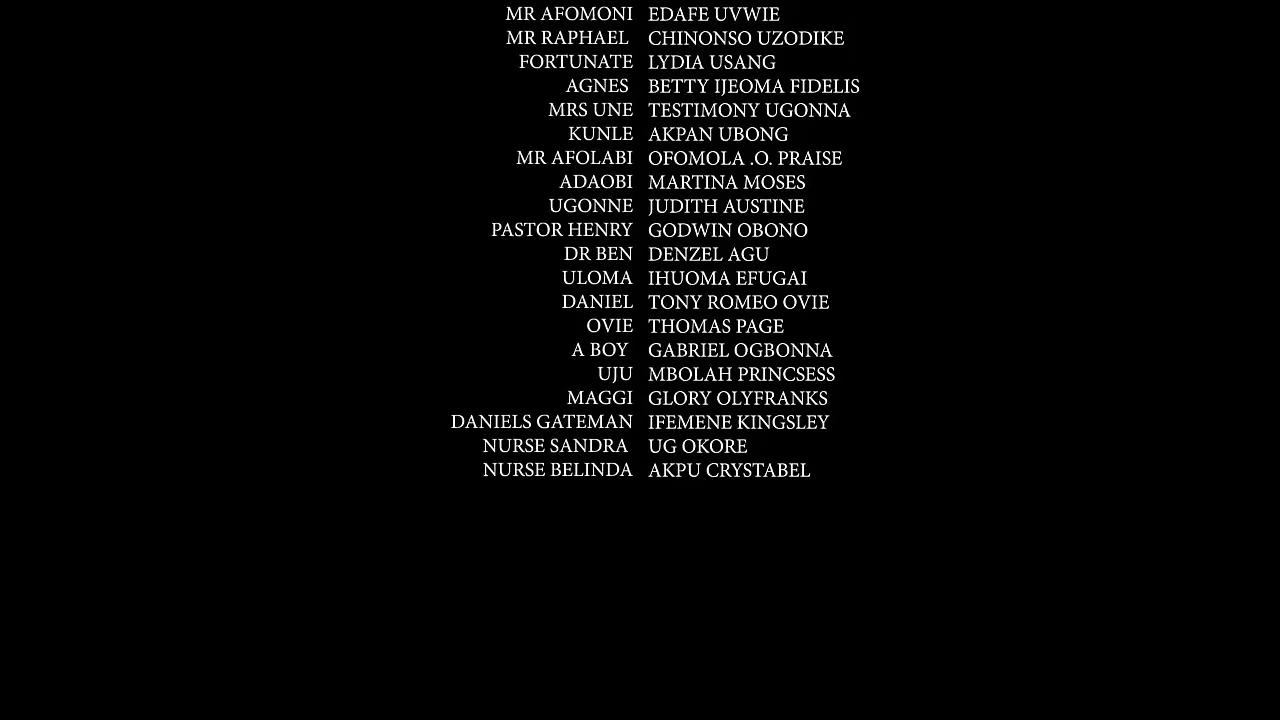 MR AFOMONI EDAFE UVWIE
MR RAPHAEL CHINONSO UZODIKE
FORTUNATE LYDIA USANG
AGNES BETTY IJEOMA FIDELIS
MRS UNE TESTIMONY UGONNA
KUNLE AKPAN UBONG
MR AFOLABI OFOMOLA .O. PRAISE
ADAOBI MARTINA MOSES
UGONNE JUDITH AUSTINE
PASTOR HENRY GODWIN OBONO
DR BEN DENZEL AGU
ULOMA IHUOMA EFUGAI
DANIEL TONY ROMEO OVIE
OVIE THOMAS PAGE
A BOY GABRIEL OGBONNA
UJU MBOLAH PRINCSESS
MAGGI GLORY OLYFRANKS
DANIELS GATEMAN IFEMENE KINGSLEY
NURSE SANDRA UG OKORE
NURSE BELINDA AKPU CRYSTABEL